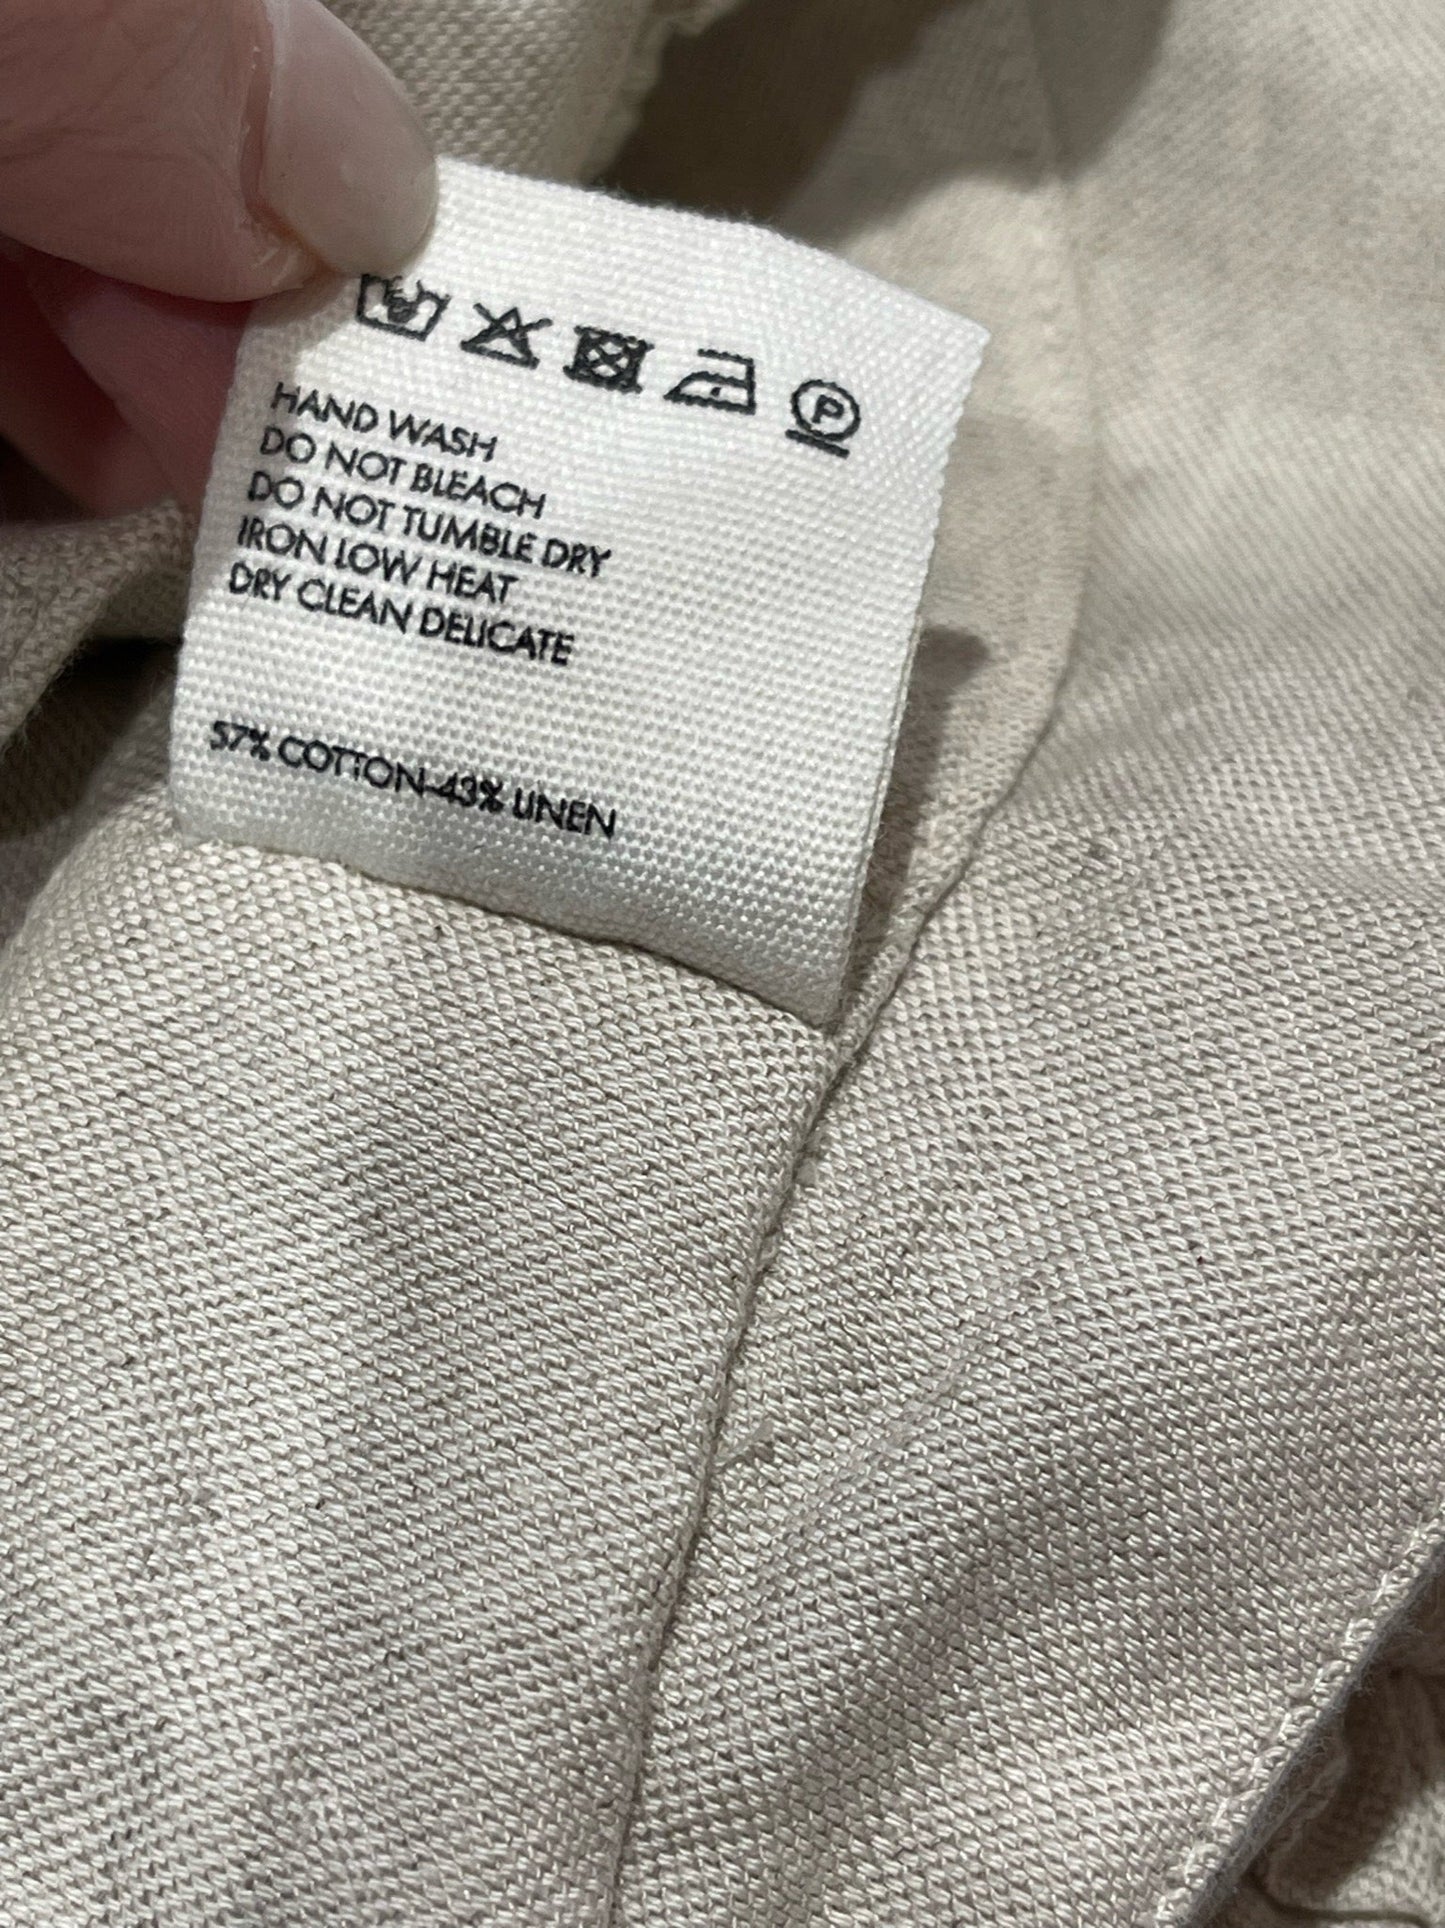 P
HAND WASH
DO NOT BLEACH
DO NOT TUMBLE DRY
IRON LOW HEAT
DRY CLEAN DELICATE
57% COTTON-43% LINEN